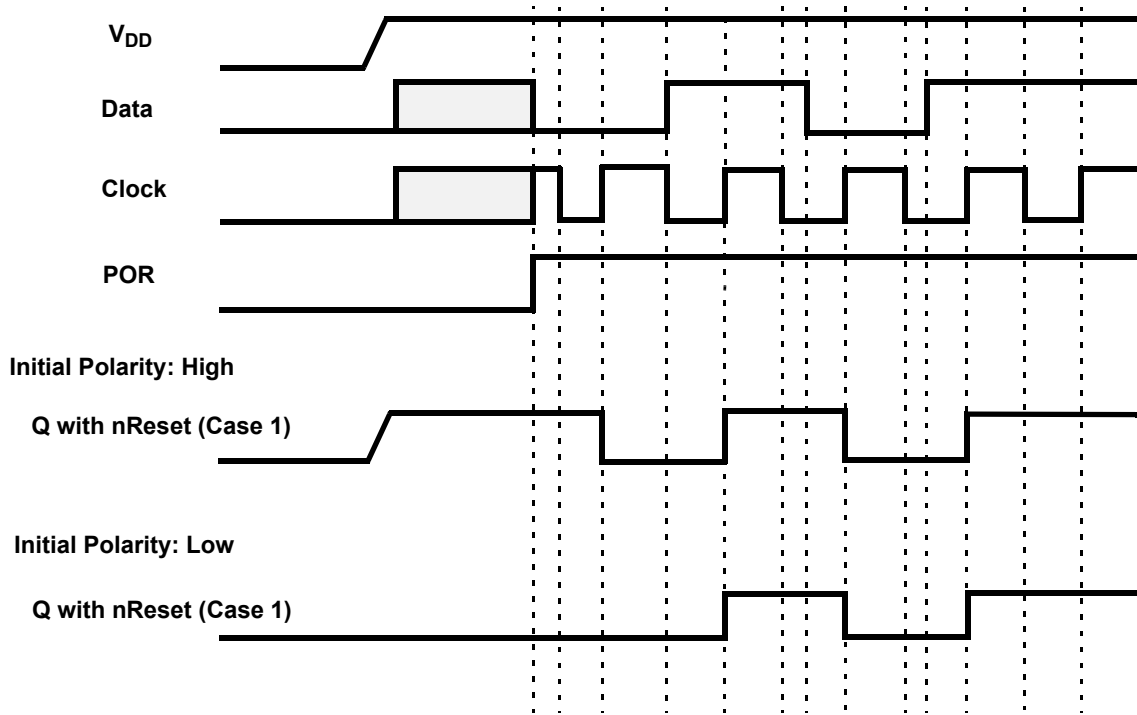 VDD
Data
Clock
POR
Initial Polarity: High
Q with nReset (Case 1)
Initial Polarity: Low
Q with nReset (Case 1)